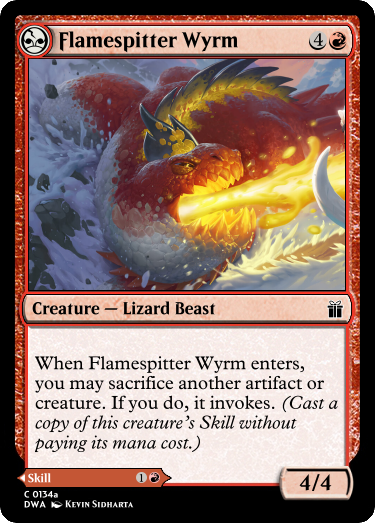 Flamespitter Wyrm 4
Creature — Lizard Beast
When Flamespitter Wyrm enters,
you may sacrifice another artifact or
creature. If you do, it invokes. (Cast a
copy of this creature's Skill without
paying its mana cost.)
Skill 1
4/4
C 0134a
DWA Kevin Sidharta